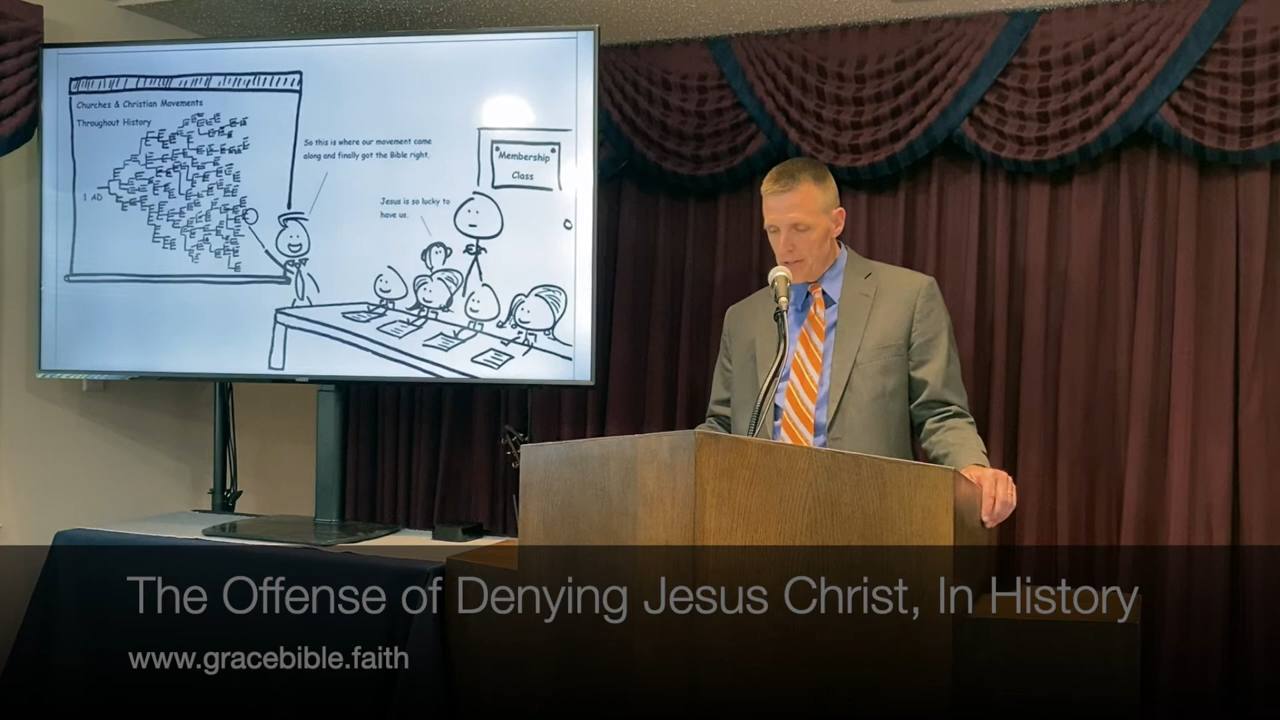 Churches & Christian Movements
Throughout History
1 AD
So this is where our movement came
along and finally got the Bible right.
Jesus is so lucky to
have us.
Membership
Class
The Offense of Denying Jesus Christ, In History
www.gracebible.faith